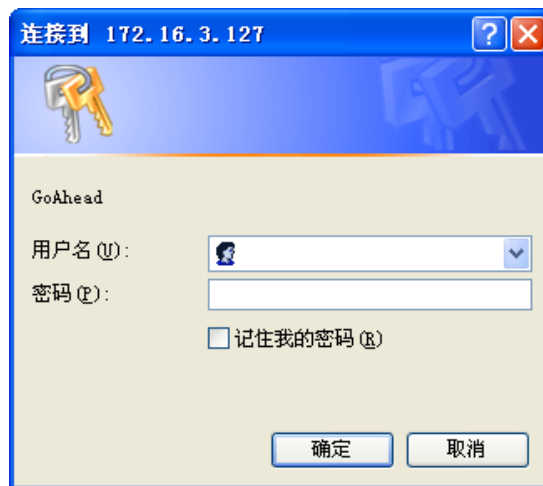 连接到 172.16.3.127
GoAhead
用户名(U):
密码(P):
记住我的密码(R)
确定 取消